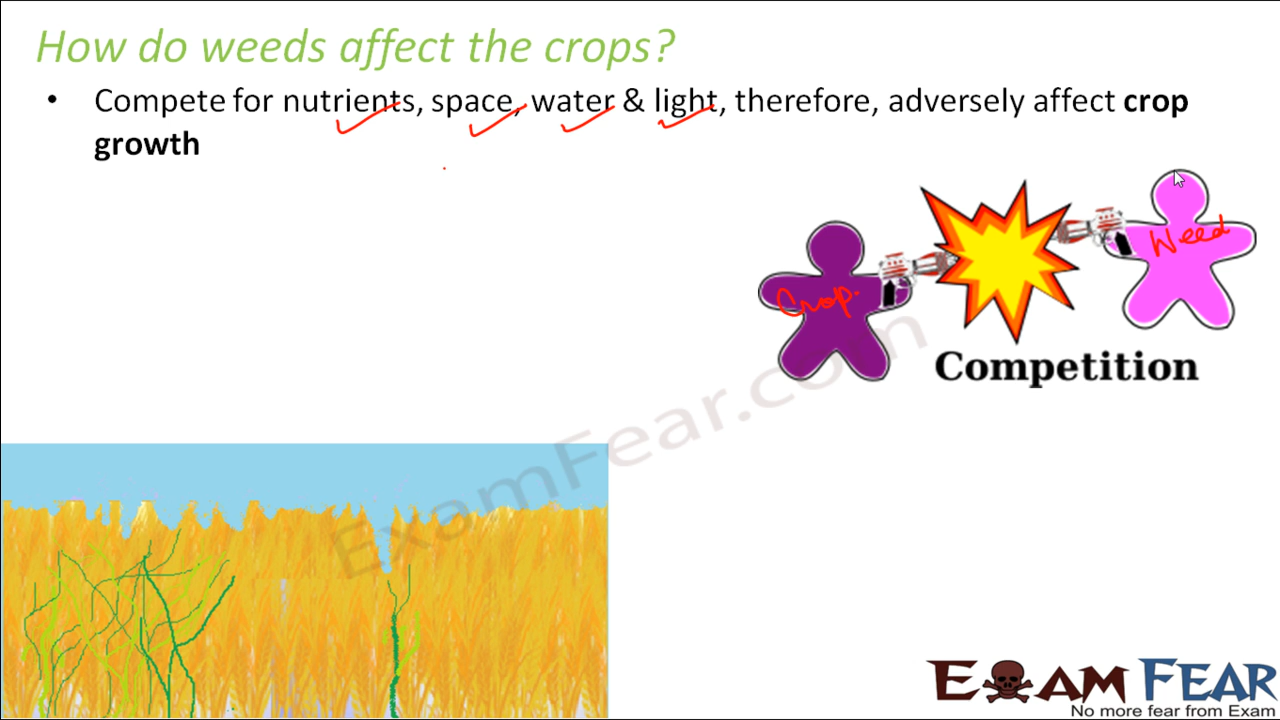 How do weeds affect the crops?
• Compete for nutrients, space, water & light, therefore, adversely affect crop
growth
Weed
Crop.
Competition
ExamFear.com
EXAM FEAR
No more fear from Exam